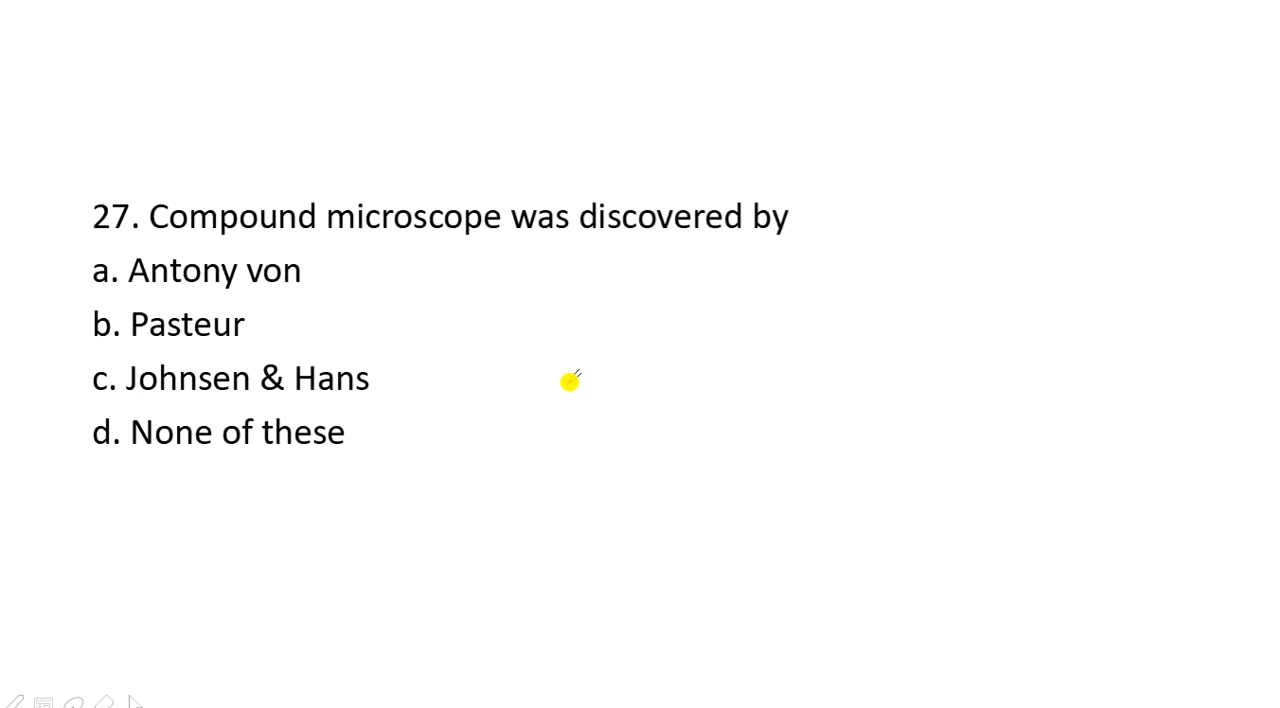 27. Compound microscope was discovered by
a. Antony von
b. Pasteur
c. Johnsen & Hans
d. None of these